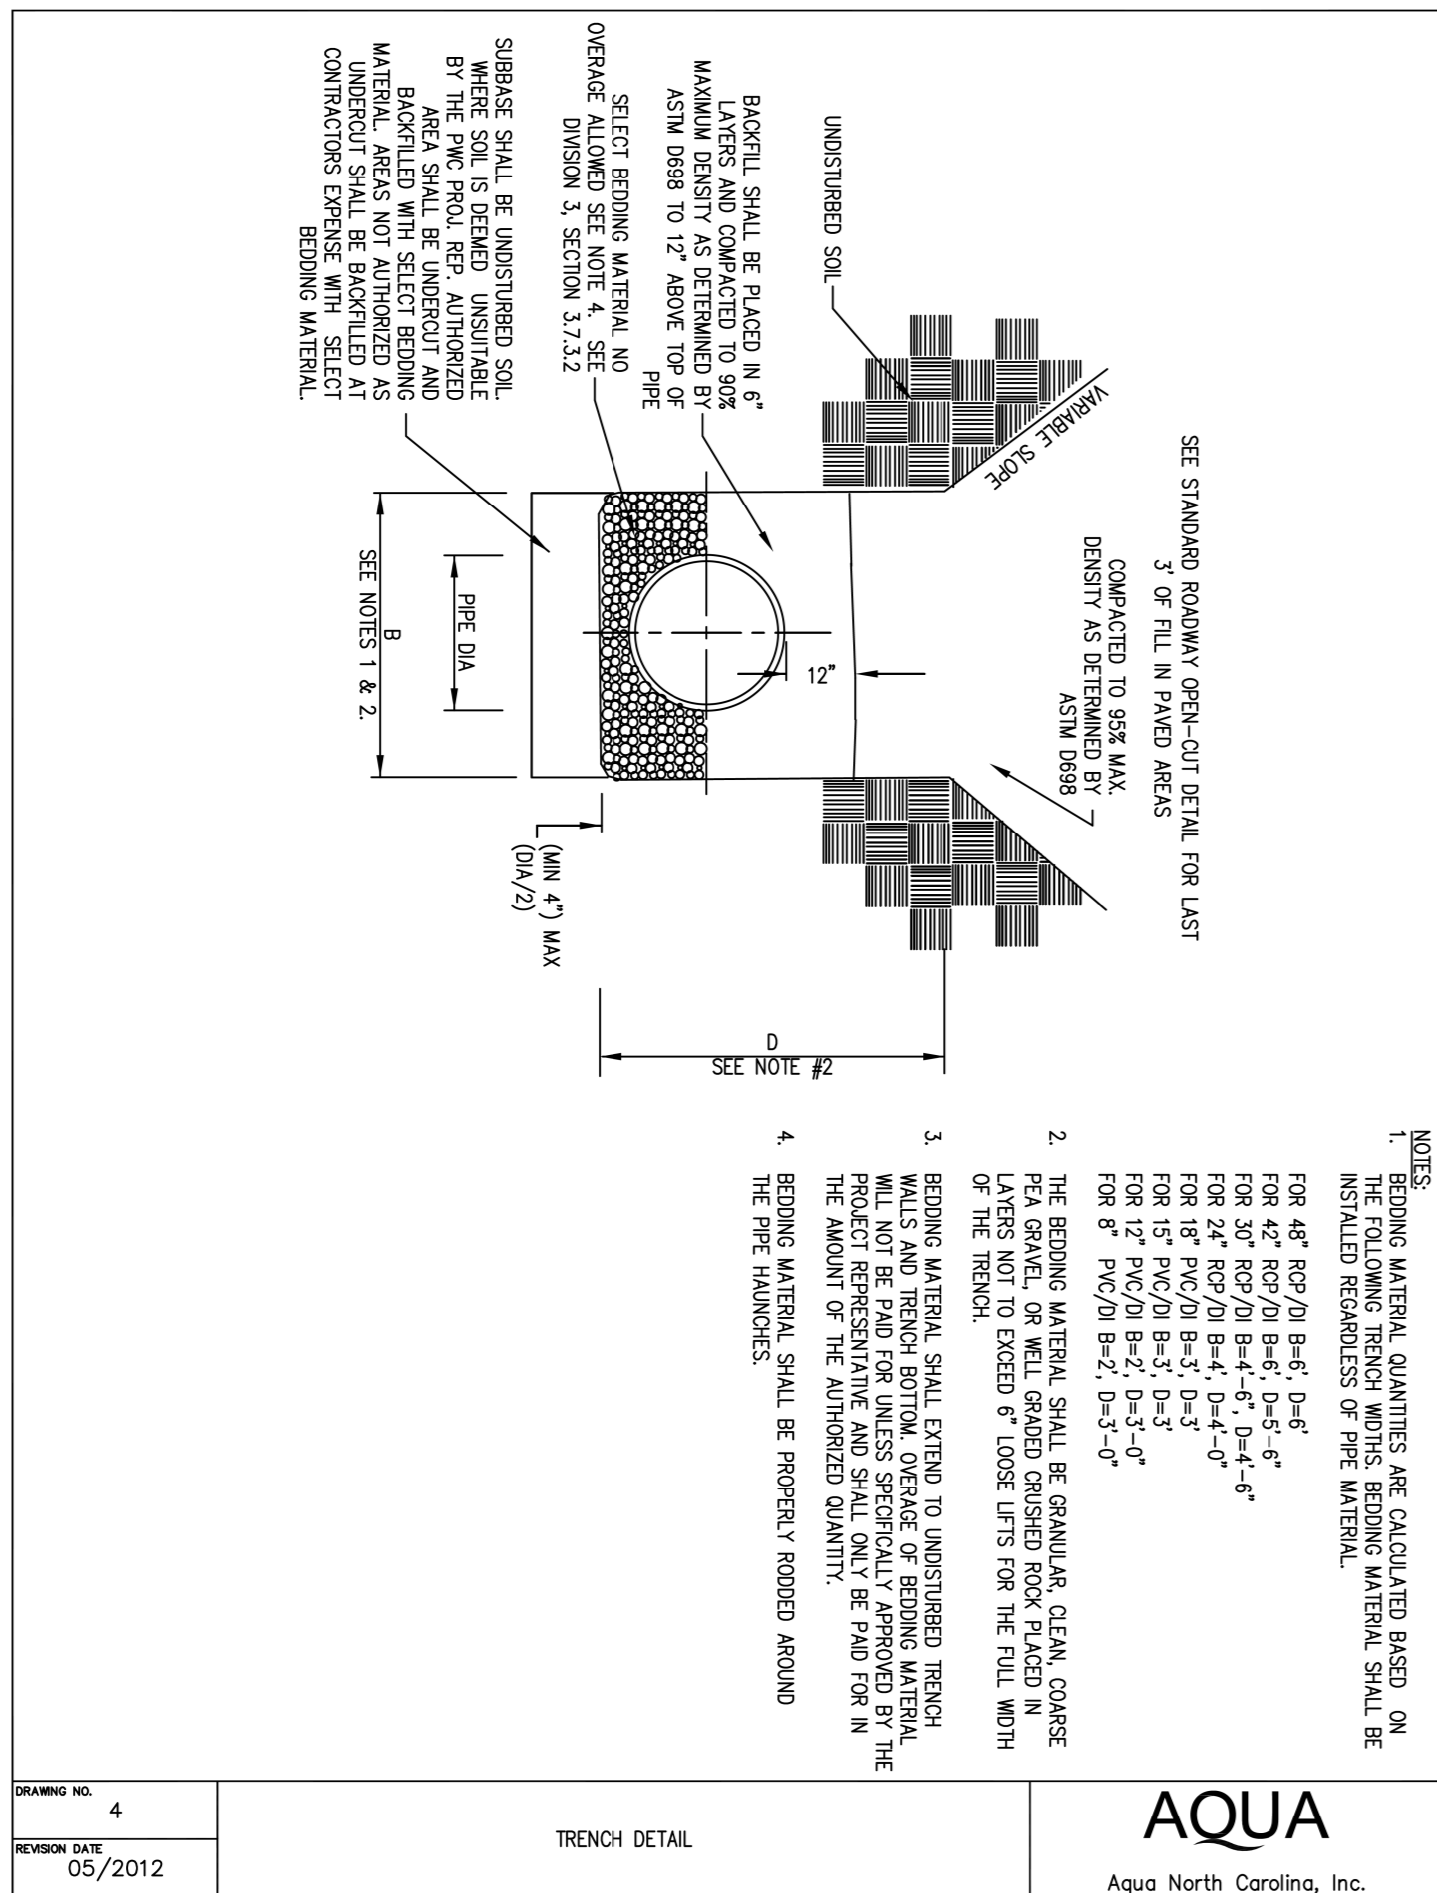 SEE STANDARD ROADWAY OPEN-CUT DETAIL FOR LAST
3' OF FILL IN PAVED AREAS
COMPACTED TO 95% MAX.
DENSITY AS DETERMINED BY
ASTM D698
VARIABLE SLOPE
UNDISTURBED SOIL
BACKFILL SHALL BE PLACED IN 6"
LAYERS AND COMPACTED TO 90%
MAXIMUM DENSITY AS DETERMINED BY
ASTM D698 TO 12" ABOVE TOP OF
PIPE
SELECT BEDDING MATERIAL NO
OVERAGE ALLOWED SEE NOTE 4. SEE
DIVISION 3, SECTION 3.7.3.2
SUBBASE SHALL BE UNDISTURBED SOIL.
WHERE SOIL IS DEEMED UNSUITABLE
BY THE PWC PROJ. REP. AUTHORIZED
AREA SHALL BE UNDERCUT AND
BACKFILLED WITH SELECT BEDDING
MATERIAL. AREAS NOT AUTHORIZED AS
UNDERCUT SHALL BE BACKFILLED AT
CONTRACTORS EXPENSE WITH SELECT
BEDDING MATERIAL.
12"
PIPE DIA
B
SEE NOTES 1 & 2.
(MIN 4") MAX
(DIA/2)
D
SEE NOTE #2
NOTES:
1. BEDDING MATERIAL QUANTITIES ARE CALCULATED BASED ON
THE FOLLOWING TRENCH WIDTHS. BEDDING MATERIAL SHALL BE
INSTALLED REGARDLESS OF PIPE MATERIAL.
FOR 48" RCP/DI B=6', D=6'
FOR 42" RCP/DI B=6', D=5'-6"
FOR 30" RCP/DI B=4'-6", D=4'-6"
FOR 24" RCP/DI B=4', D=4'-0"
FOR 18" PVC/DI B=3', D=3'
FOR 15" PVC/DI B=3', D=3'
FOR 12" PVC/DI B=2', D=3'-0"
FOR 8" PVC/DI B=2', D=3'-0"
2. THE BEDDING MATERIAL SHALL BE GRANULAR, CLEAN, COARSE
PEA GRAVEL, OR WELL GRADED CRUSHED ROCK PLACED IN
LAYERS NOT TO EXCEED 6" LOOSE LIFTS FOR THE FULL WIDTH
OF THE TRENCH.
3. BEDDING MATERIAL SHALL EXTEND TO UNDISTURBED TRENCH
WALLS AND TRENCH BOTTOM. OVERAGE OF BEDDING MATERIAL
WILL NOT BE PAID FOR UNLESS SPECIFICALLY APPROVED BY THE
PROJECT REPRESENTATIVE AND SHALL ONLY BE PAID FOR IN
THE AMOUNT OF THE AUTHORIZED QUANTITY.
4. BEDDING MATERIAL SHALL BE PROPERLY RODDED AROUND
THE PIPE HAUNCHES.
DRAWING NO.
4
REVISION DATE
05/2012
TRENCH DETAIL
AQUA
Aqua North Carolina, Inc.